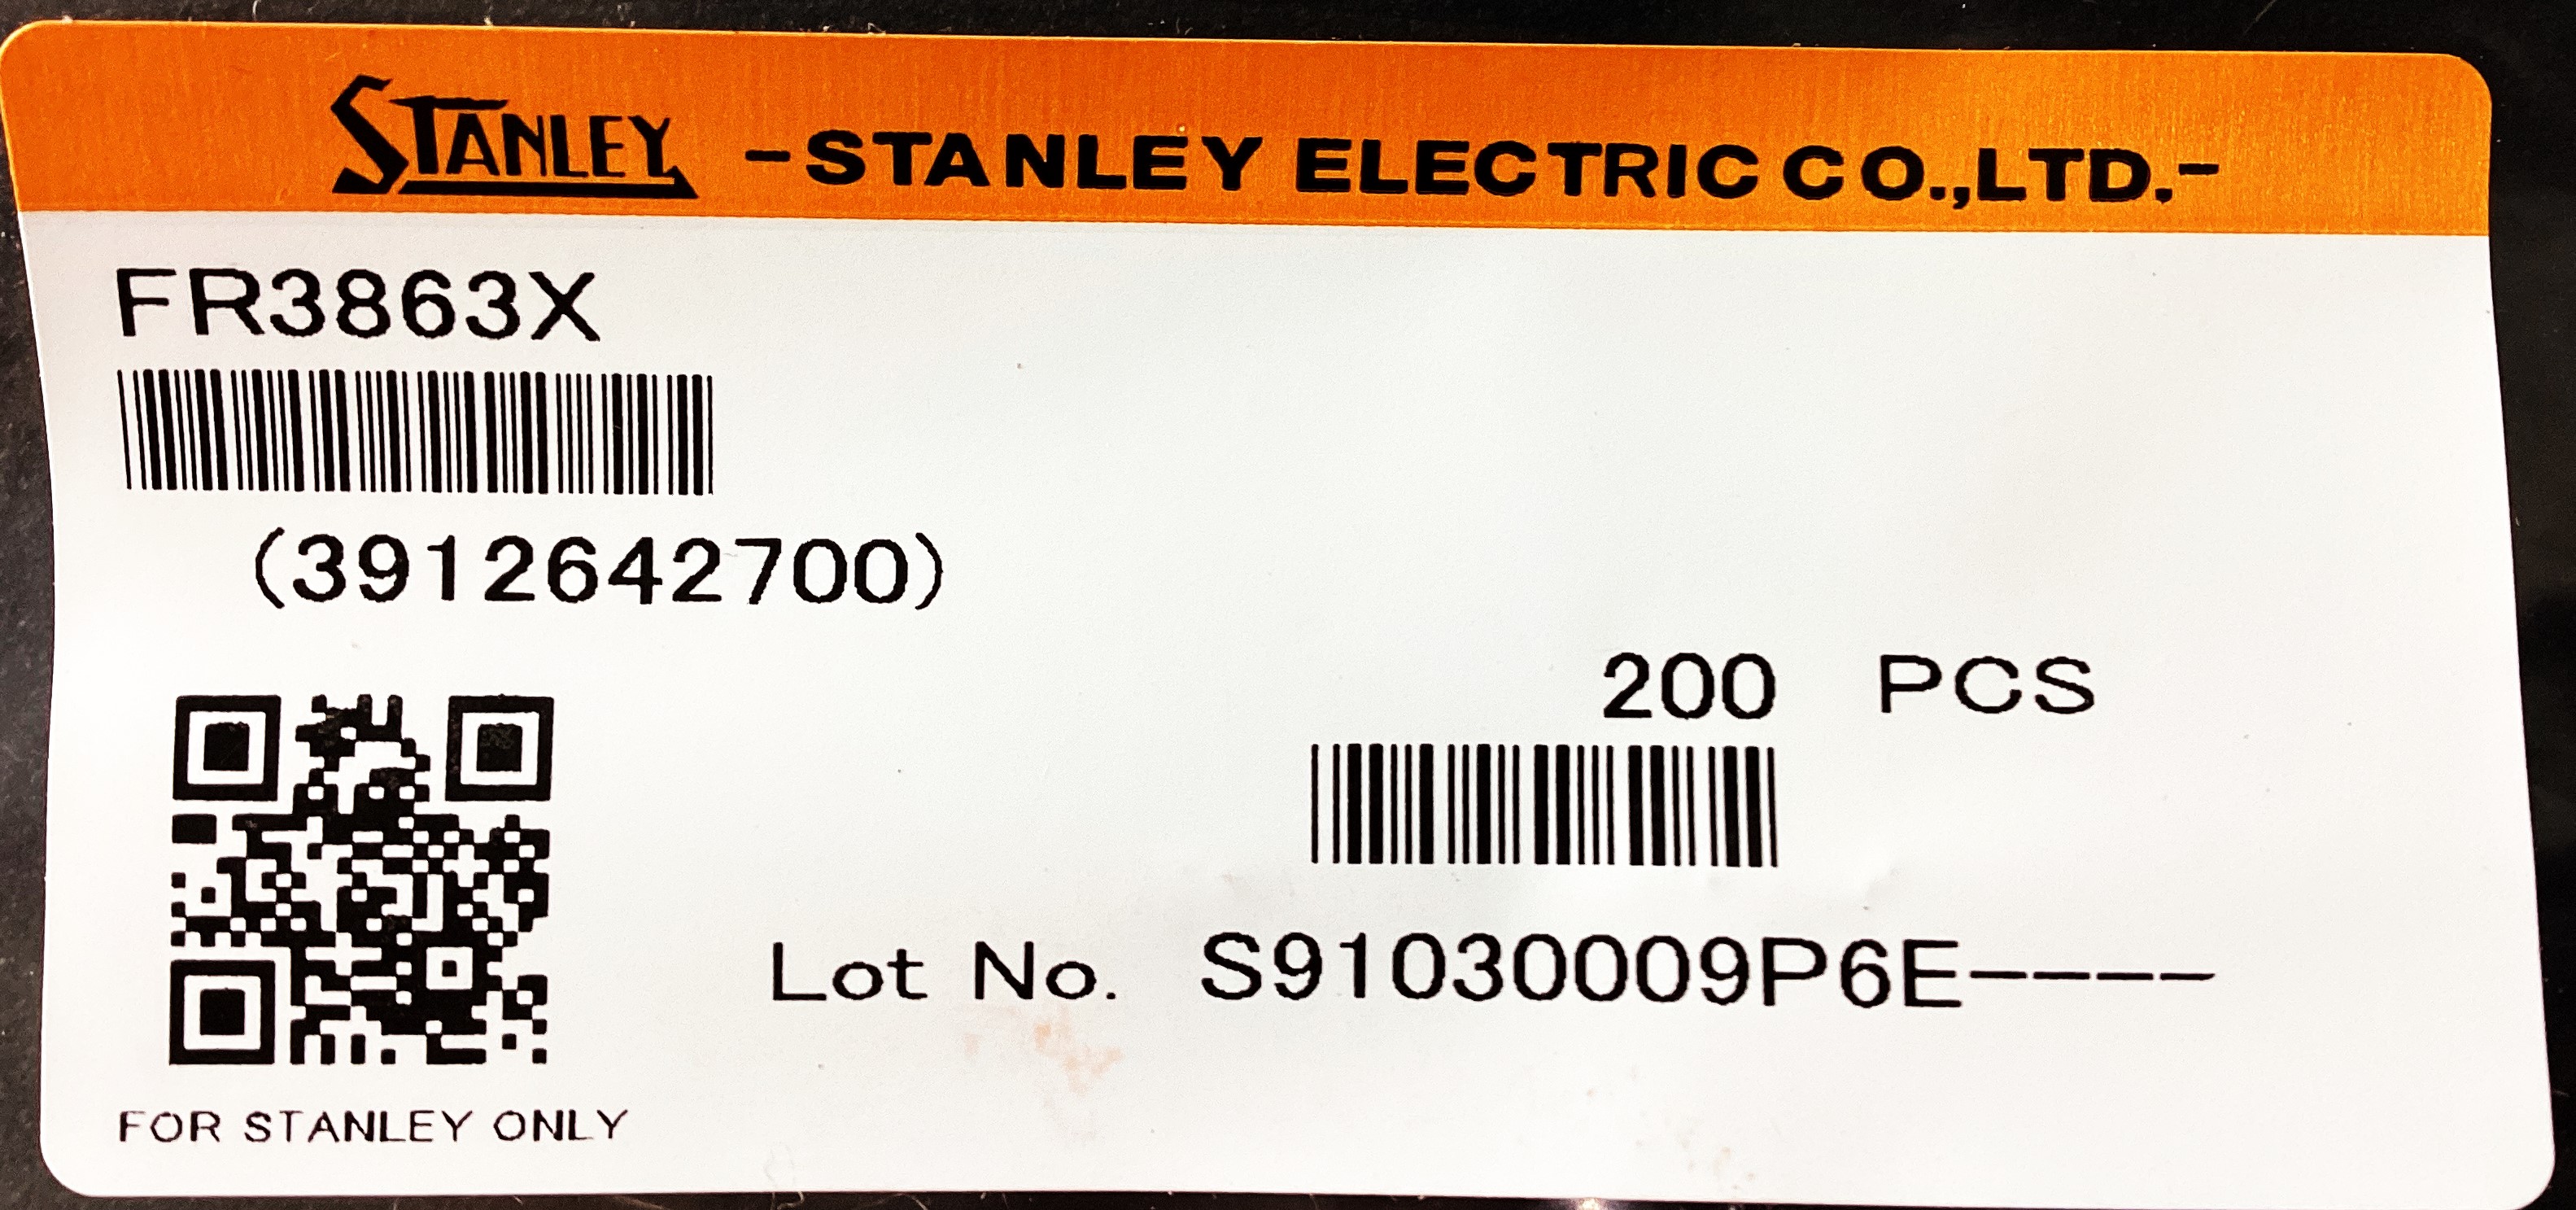 STANLEY -STANLEY ELECTRIC CO.,LTD.-
FR3863X
(3912642700)
200 PCS
Lot No. S91030009P6E----
FOR STANLEY ONLY